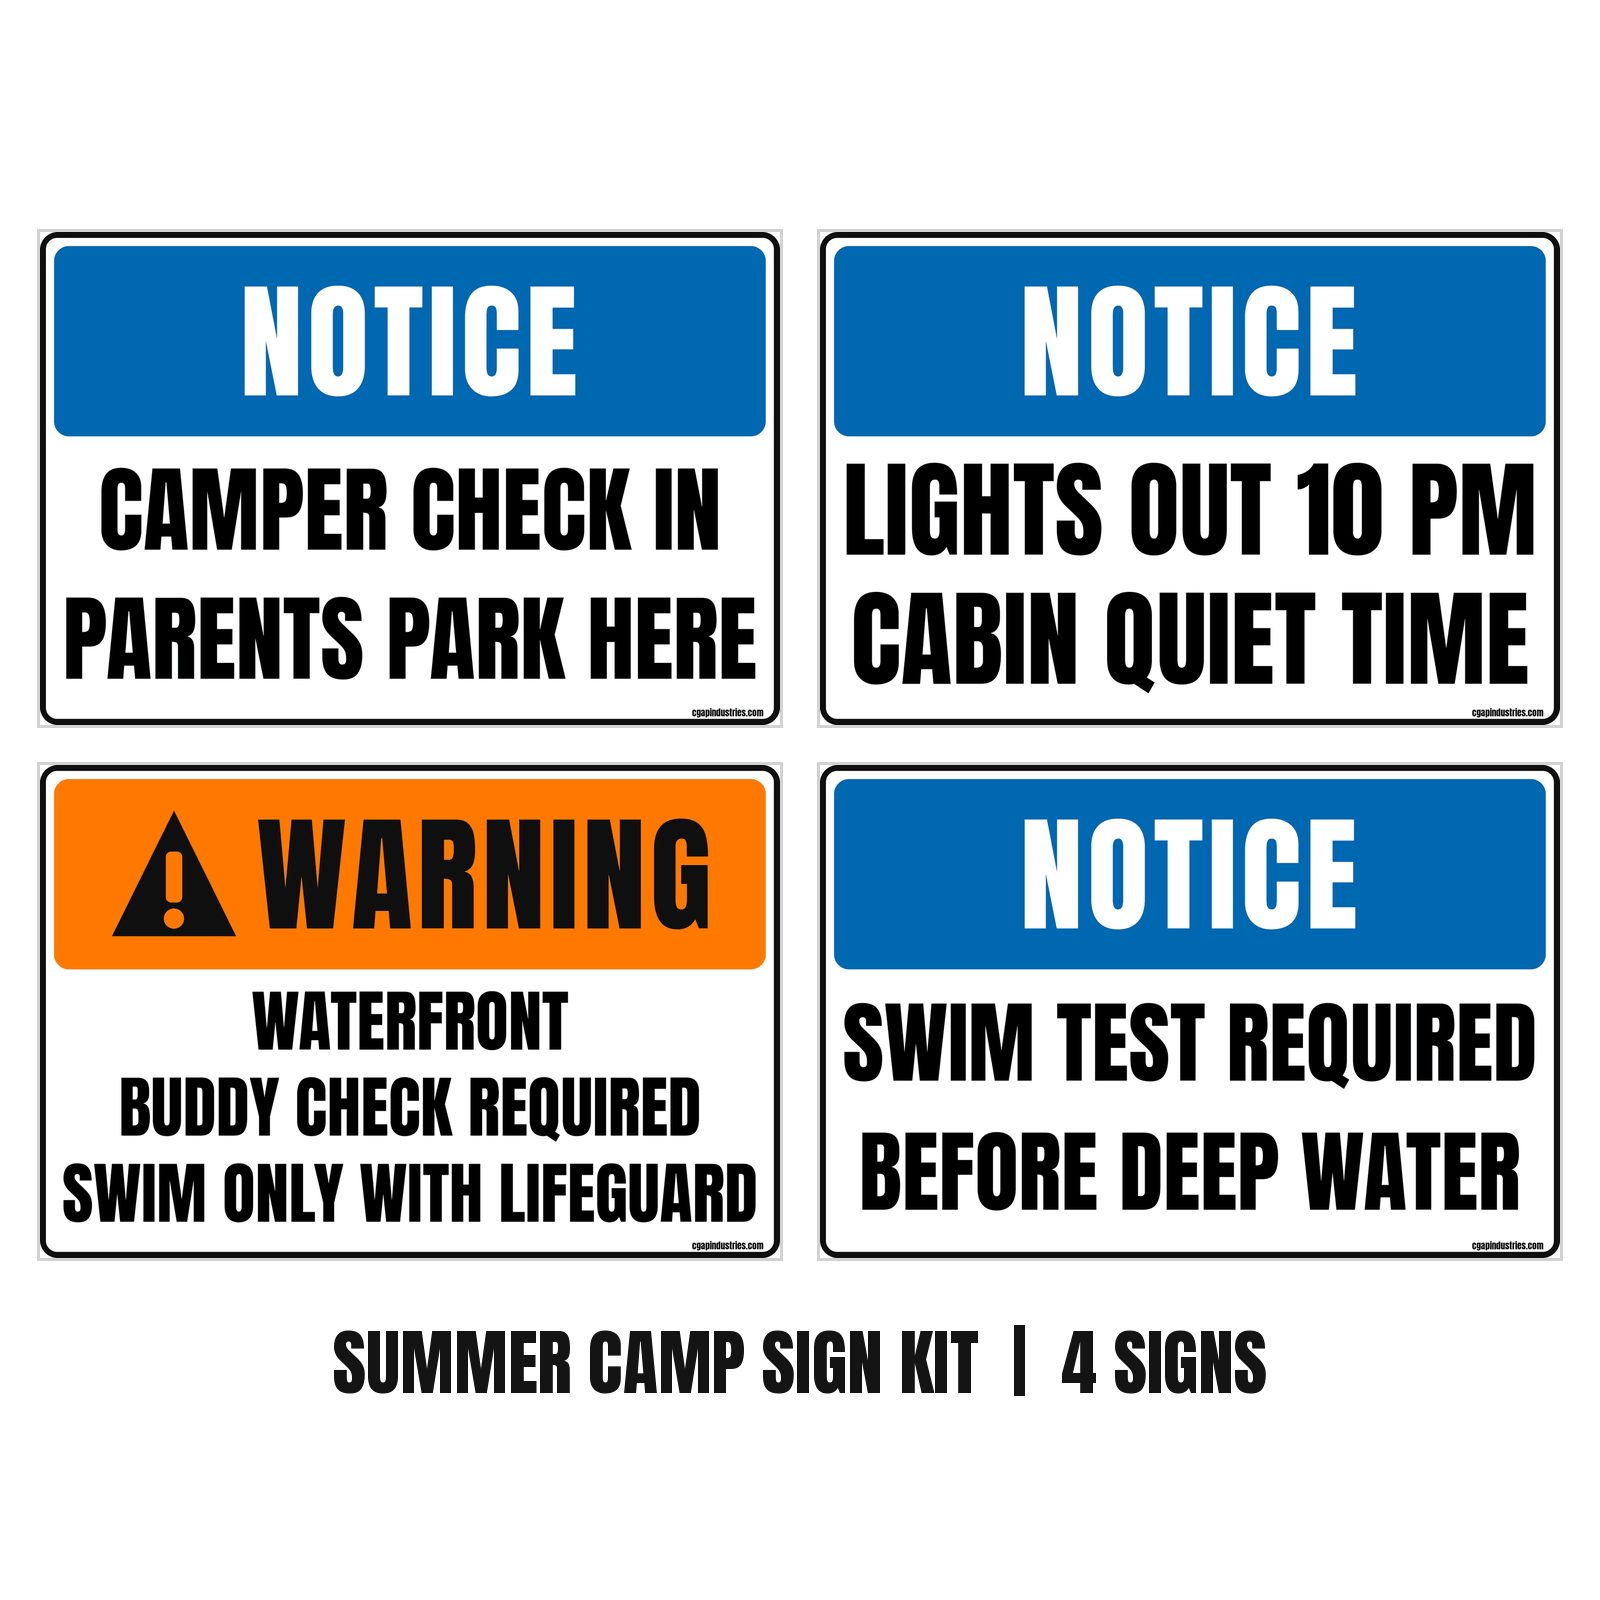 NOTICE
CAMPER CHECK IN
PARENTS PARK HERE
cgapindustries.com
NOTICE
LIGHTS OUT 10 PM
CABIN QUIET TIME
cgapindustries.com
WARNING
WATERFRONT
BUDDY CHECK REQUIRED
SWIM ONLY WITH LIFEGUARD
cgapindustries.com
NOTICE
SWIM TEST REQUIRED
BEFORE DEEP WATER
cgapindustries.com
SUMMER CAMP SIGN KIT | 4 SIGNS